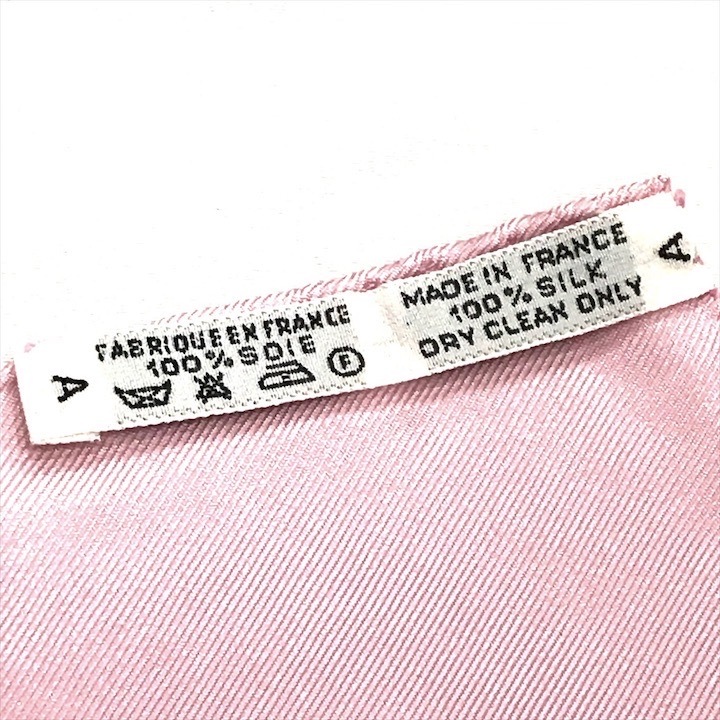 A
FABRIQUE EN FRANCE
100% SOIE
P
MADE IN FRANCE
100% SILK
DRY CLEAN ONLY
A